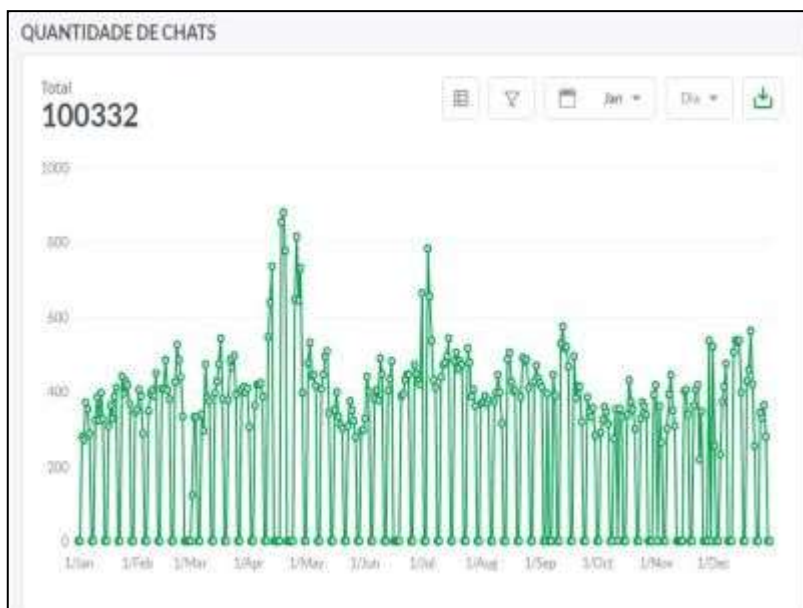 QUANTIDADE DE CHATS
Total
100332
Jan
Dia
1000
800
600
400
200
0
1/Jan 1/Feb 1/Mar 1/Apr 1/May 1/Jun 1/Jul 1/Aug 1/Sep 1/Oct 1/Nov 1/Dec